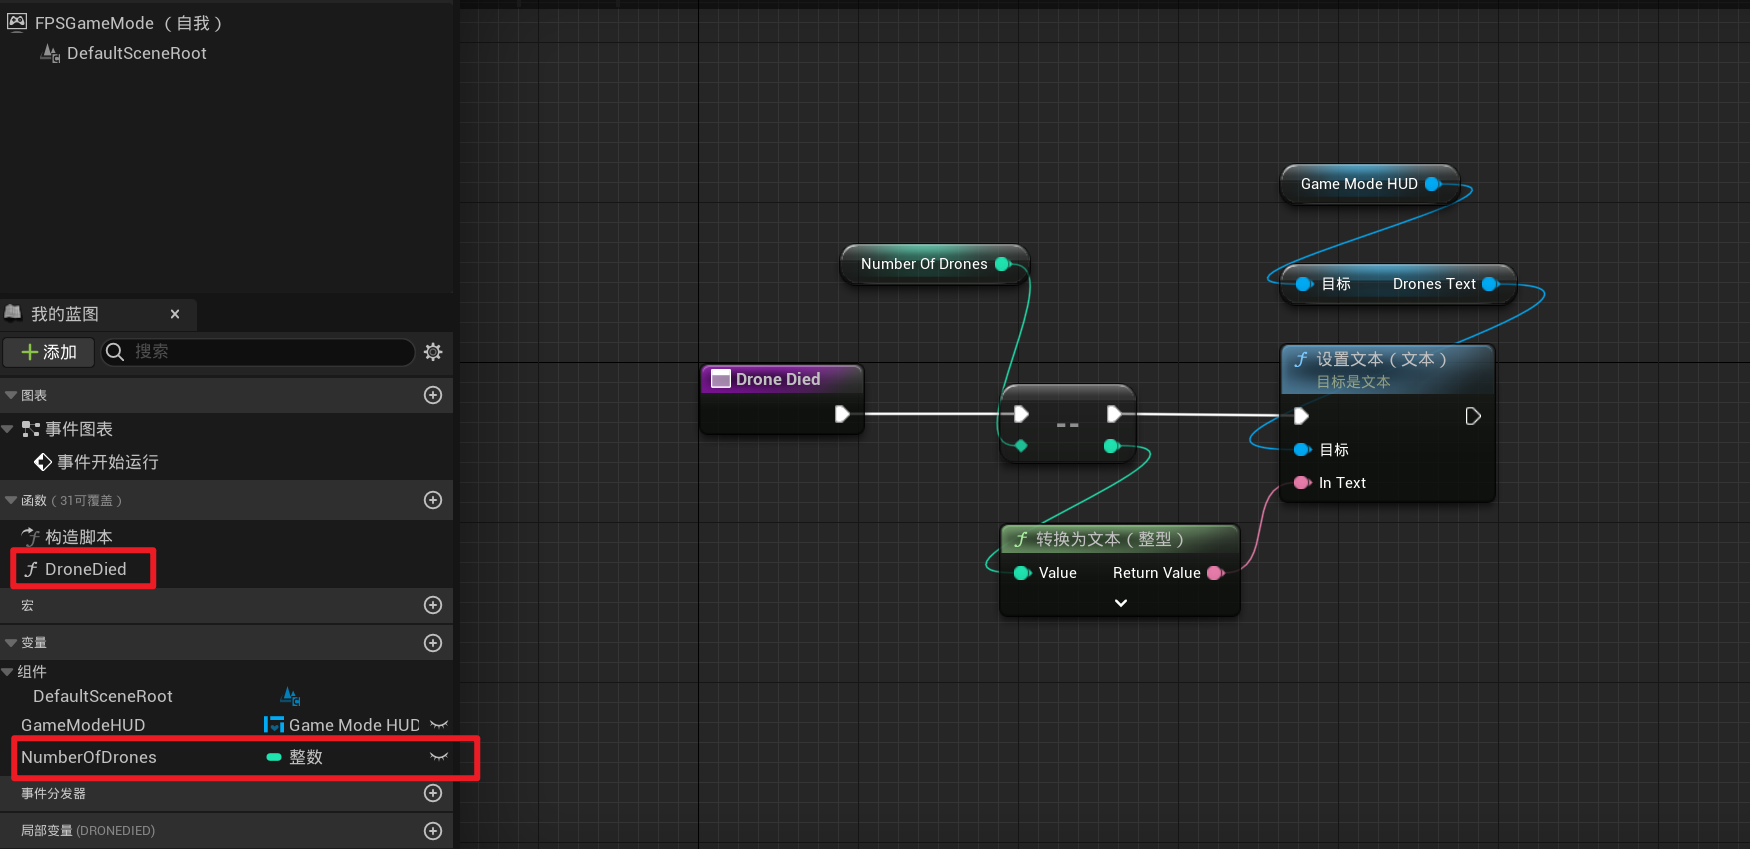 FPSGameMode（自我）
DefaultSceneRoot
我的蓝图
添加
搜索
图表
事件图表
事件开始运行
函数（31可覆盖）
构造脚本
DroneDied
宏
变量
组件
DefaultSceneRoot
GameModeHUD
Game Mode HUD
NumberOfDrones
整数
事件分发器
局部变量 (DRONEDIED)
Game Mode HUD
Number Of Drones
目标
Drones Text
Drone Died
--
设置文本（文本）
目标是文本
目标
In Text
转换为文本（整型）
Value
Return Value